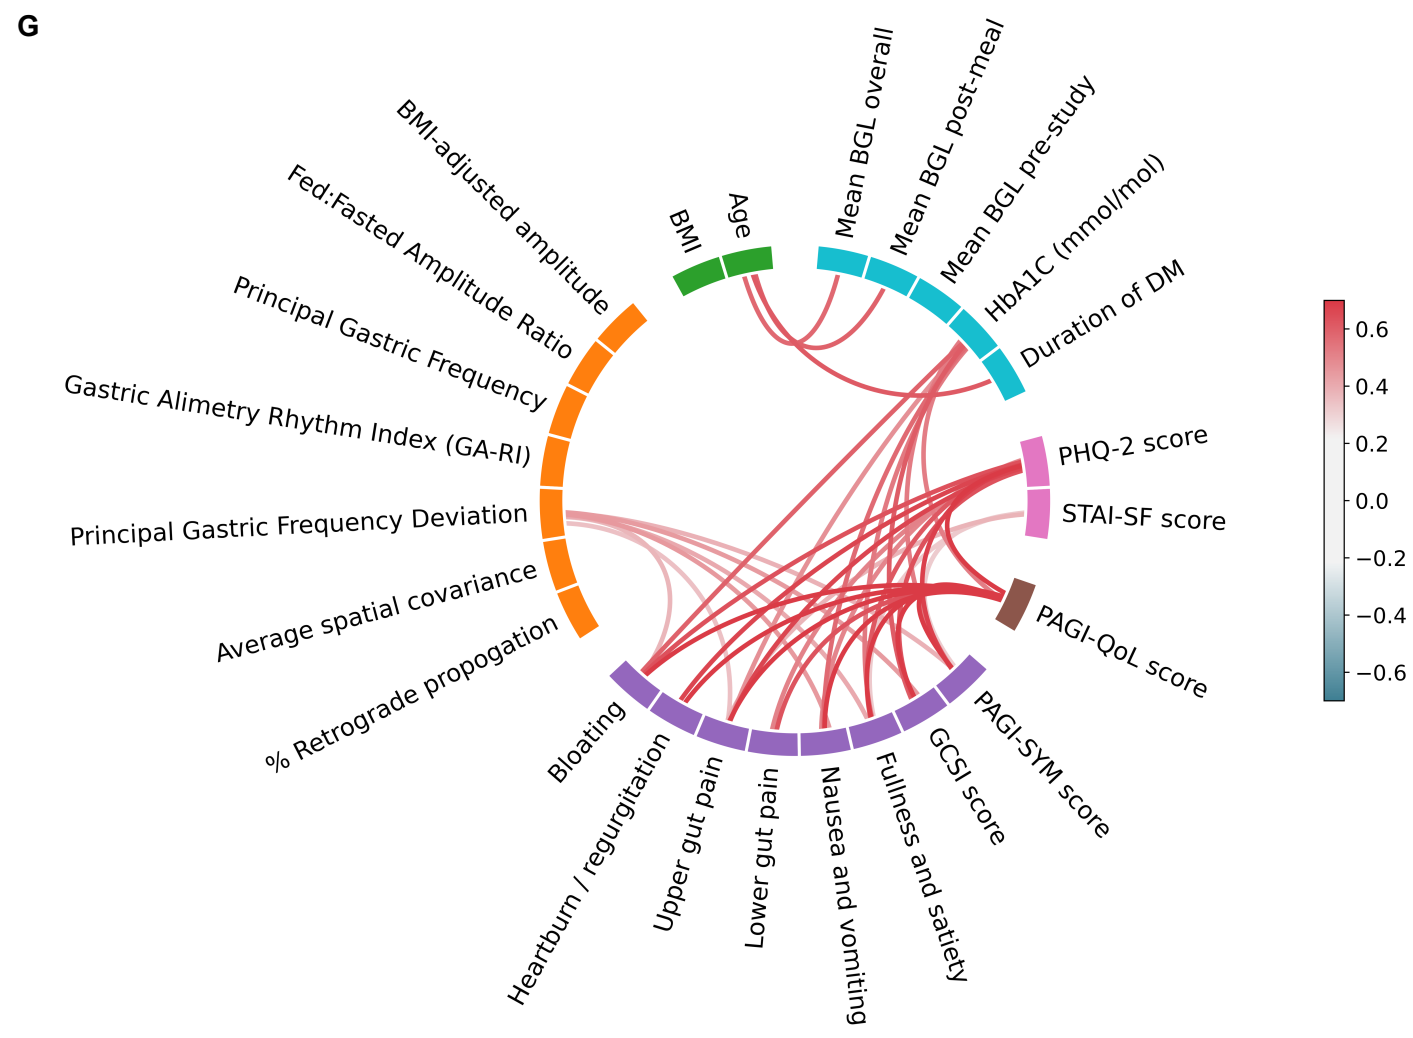 G
BMI-adjusted amplitude
Fed:Fasted Amplitude Ratio
Principal Gastric Frequency
Gastric Alimetry Rhythm Index (GA-RI)
Principal Gastric Frequency Deviation
Average spatial covariance
% Retrograde propogation
BMI
Age
Mean BGL overall
Mean BGL post-meal
Mean BGL pre-study
HbA1C (mmol/mol)
Duration of DM
PHQ-2 score
STAI-SF score
PAGI-QoL score
PAGI-SYM score
GCSI score
Fullness and satiety
Nausea and vomiting
Lower gut pain
Upper gut pain
Heartburn / regurgitation
Bloating
0.6
0.4
0.2
0.0
−0.2
−0.4
−0.6